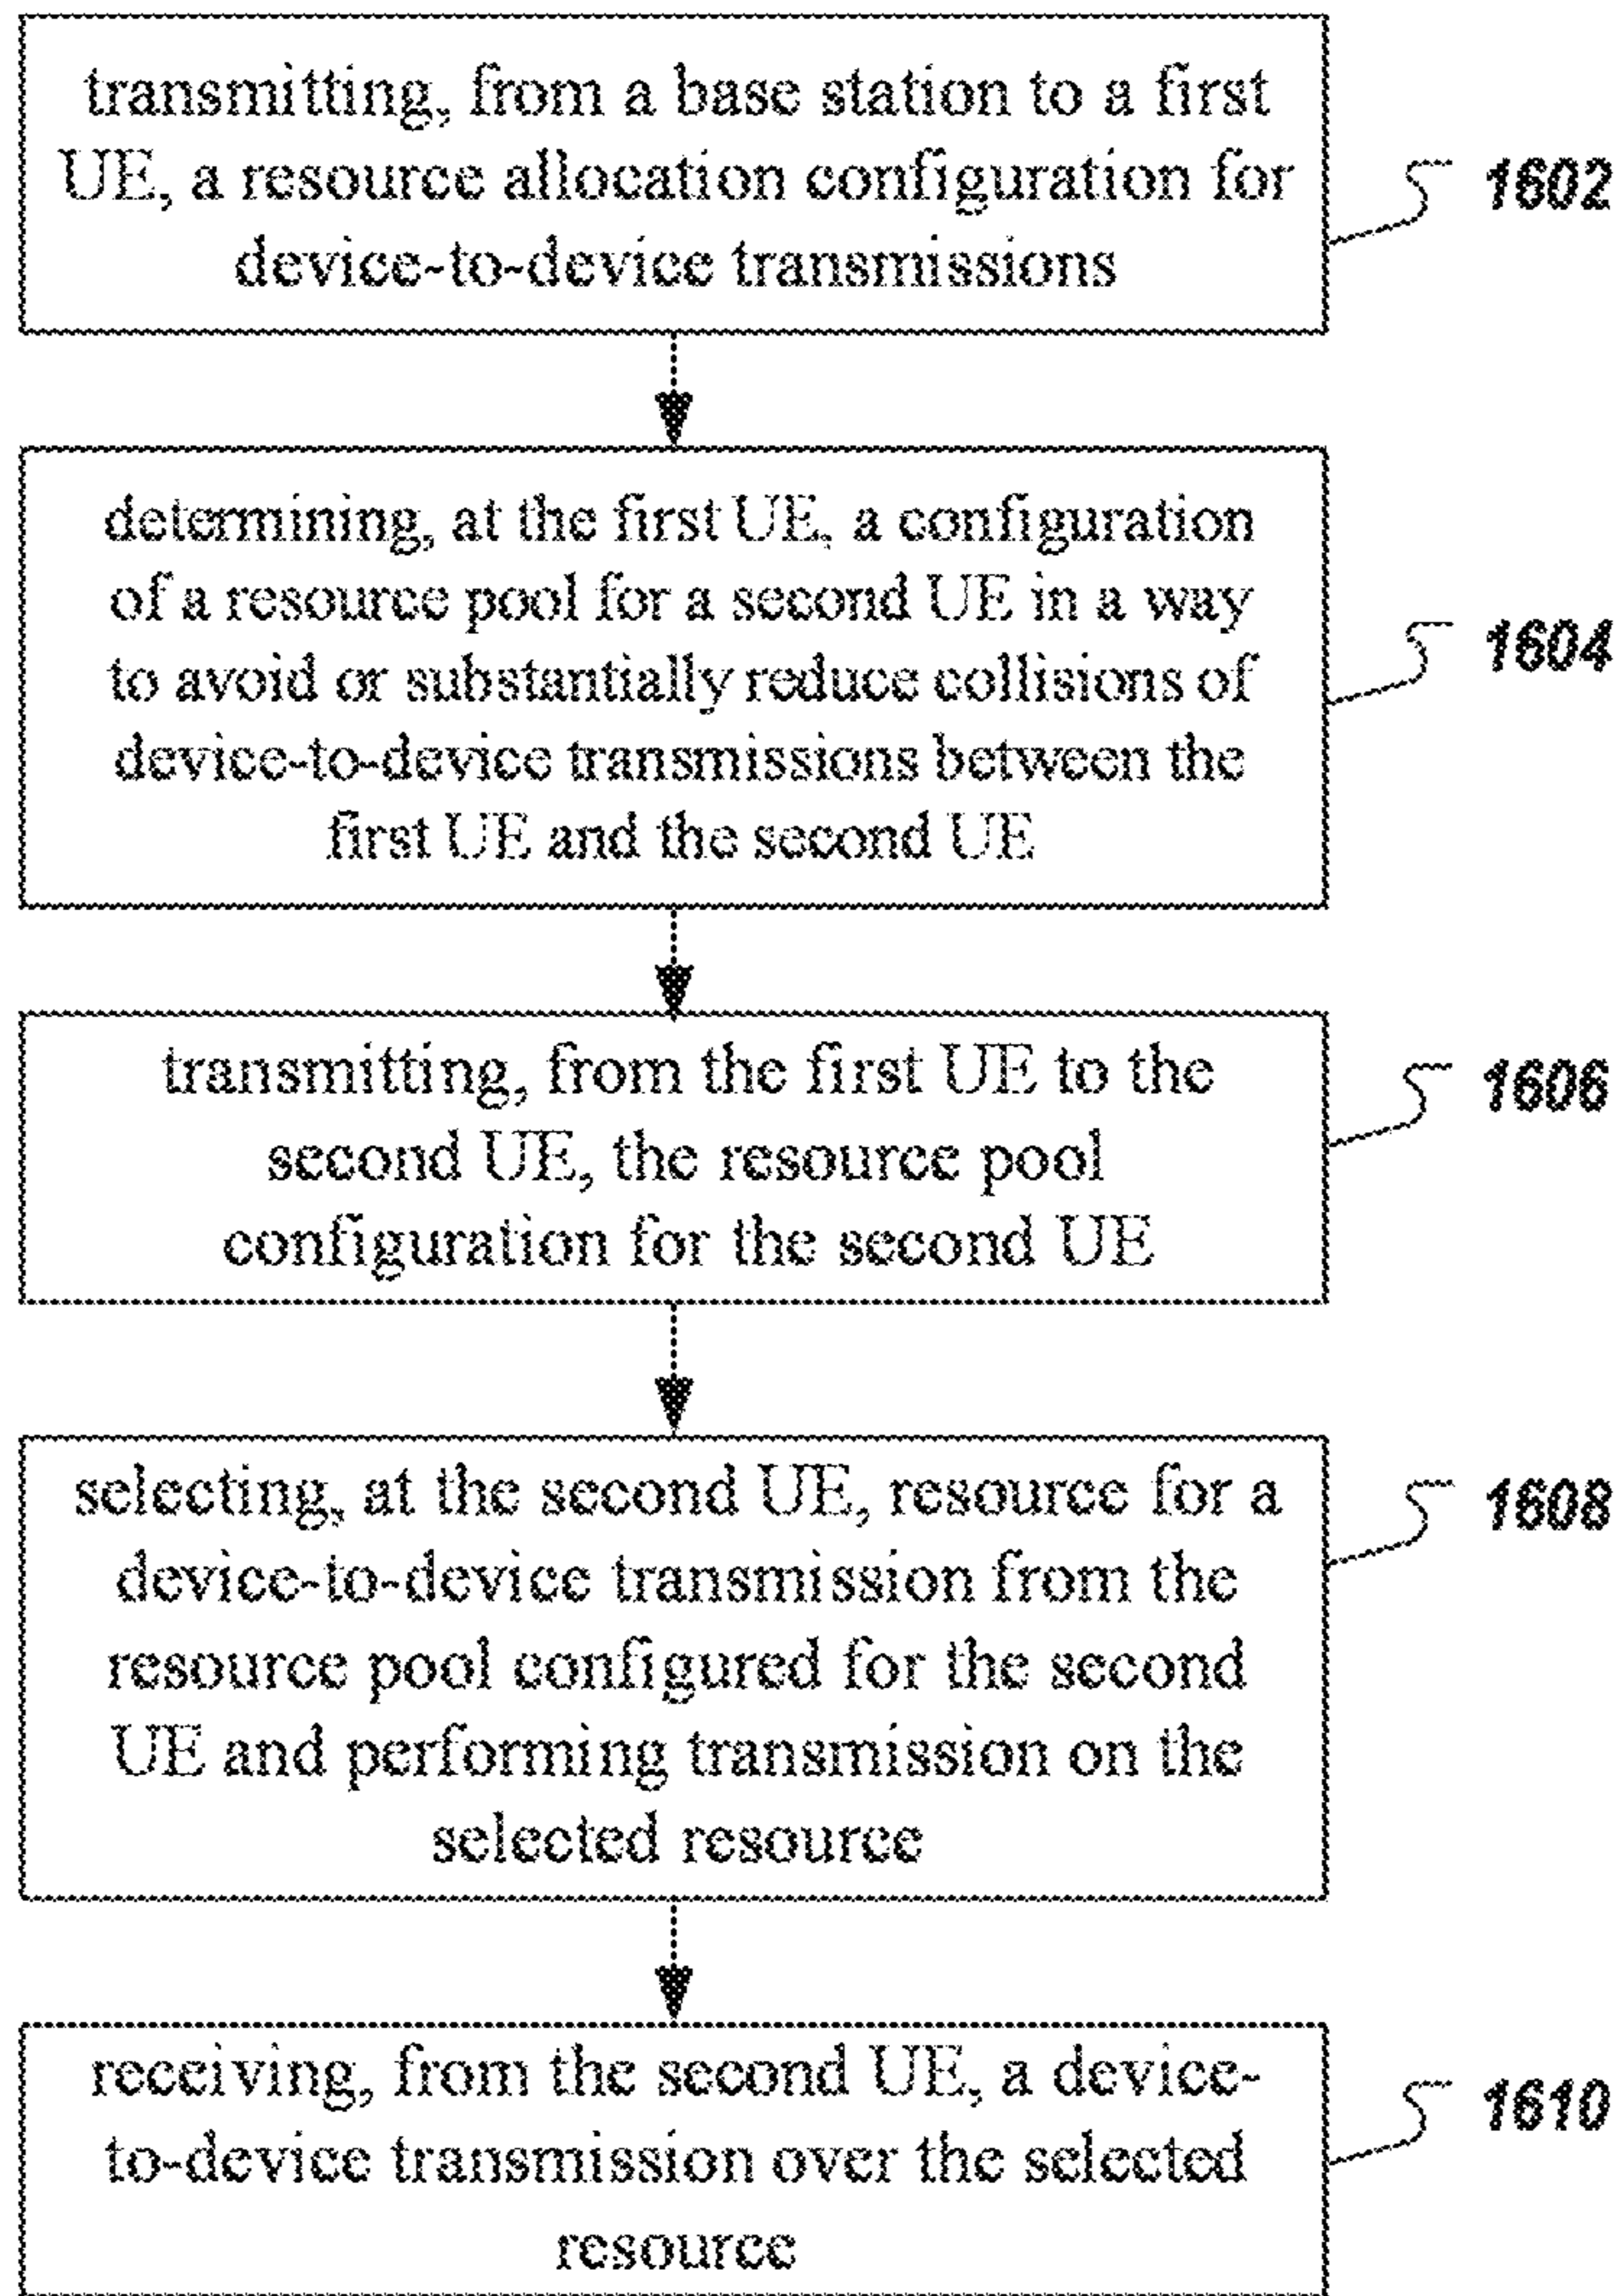 transmitting, from a base station to a first
UE, a resource allocation configuration for
device-to-device transmissions
1602
determining, at the first UE, a configuration
of a resource pool for a second UE in a way
to avoid or substantially reduce collisions of
device-to-device transmissions between the
first UE and the second UE
1604
transmitting, from the first UE to the
second UE, the resource pool
configuration for the second UE
1606
selecting, at the second UE, resource for a
device-to-device transmission from the
resource pool configured for the second
UE and performing transmission on the
selected resource
1608
receiving, from the second UE, a device-
to-device transmission over the selected
resource
1610